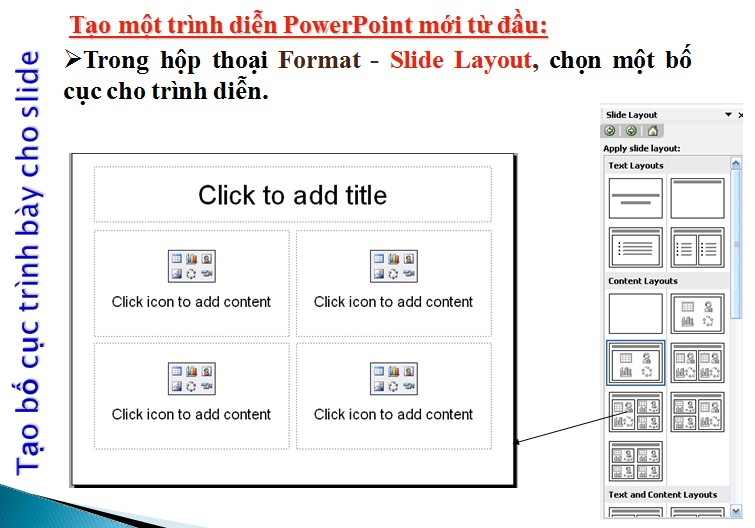 Tạo một trình diễn PowerPoint mới từ đầu:
➢Trong hộp thoại Format - Slide Layout, chọn một bố
cục cho trình diễn.
Tạo bố cục trình bày cho slide
Click to add title
Click icon to add content
Click icon to add content
Click icon to add content
Click icon to add content
Slide Layout
Apply slide layout:
Text Layouts
Content Layouts
Text and Content Layouts